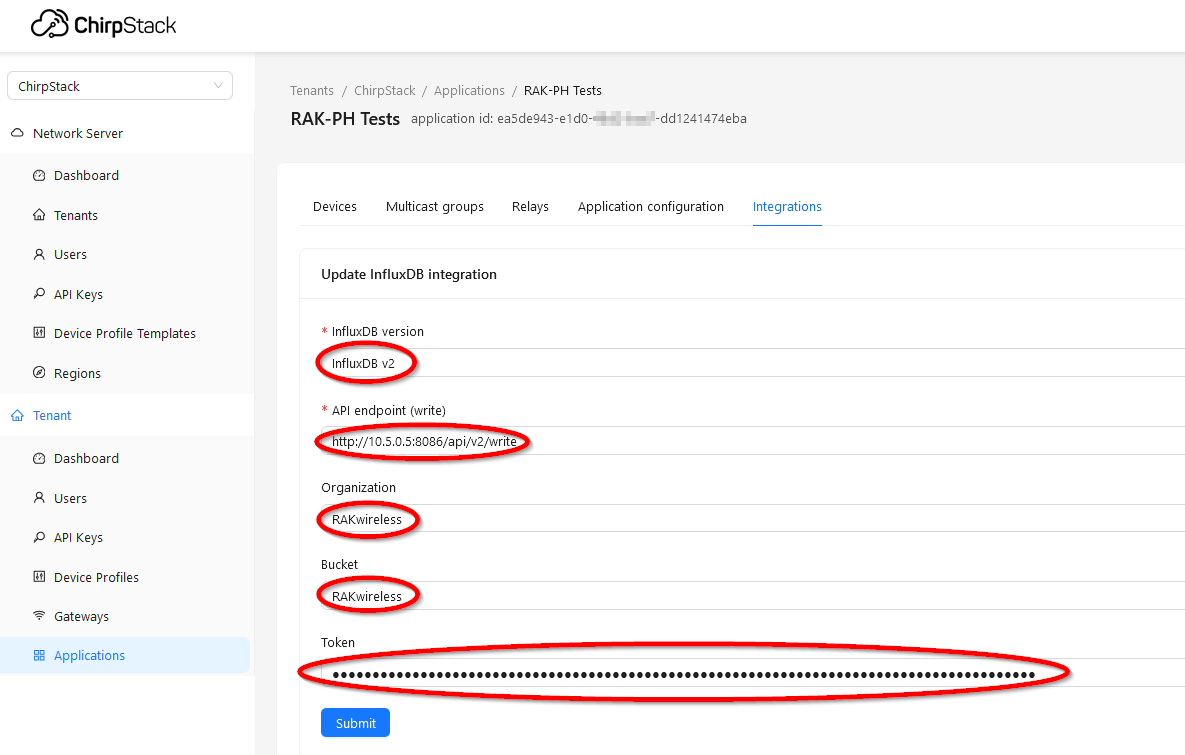 ChirpStack
ChirpStack
Network Server
Dashboard
Tenants
Users
API Keys
Device Profile Templates
Regions
Tenant
Dashboard
Users
API Keys
Device Profiles
Gateways
Applications
Tenants / ChirpStack / Applications / RAK-PH Tests
RAK-PH Tests application id: ea5de943-e1d0- -dd1241474eba
Devices Multicast groups Relays Application configuration Integrations
Update InfluxDB integration
* InfluxDB version
InfluxDB v2
* API endpoint (write)
http://10.5.0.5:8086/api/v2/write
Organization
RAKwireless
Bucket
RAKwireless
Token
Submit